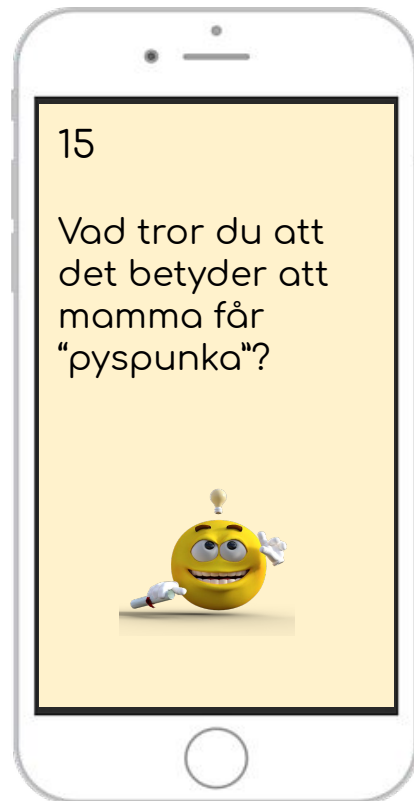 15
Vad tror du att
det betyder att
mamma får
“pyspunka”?